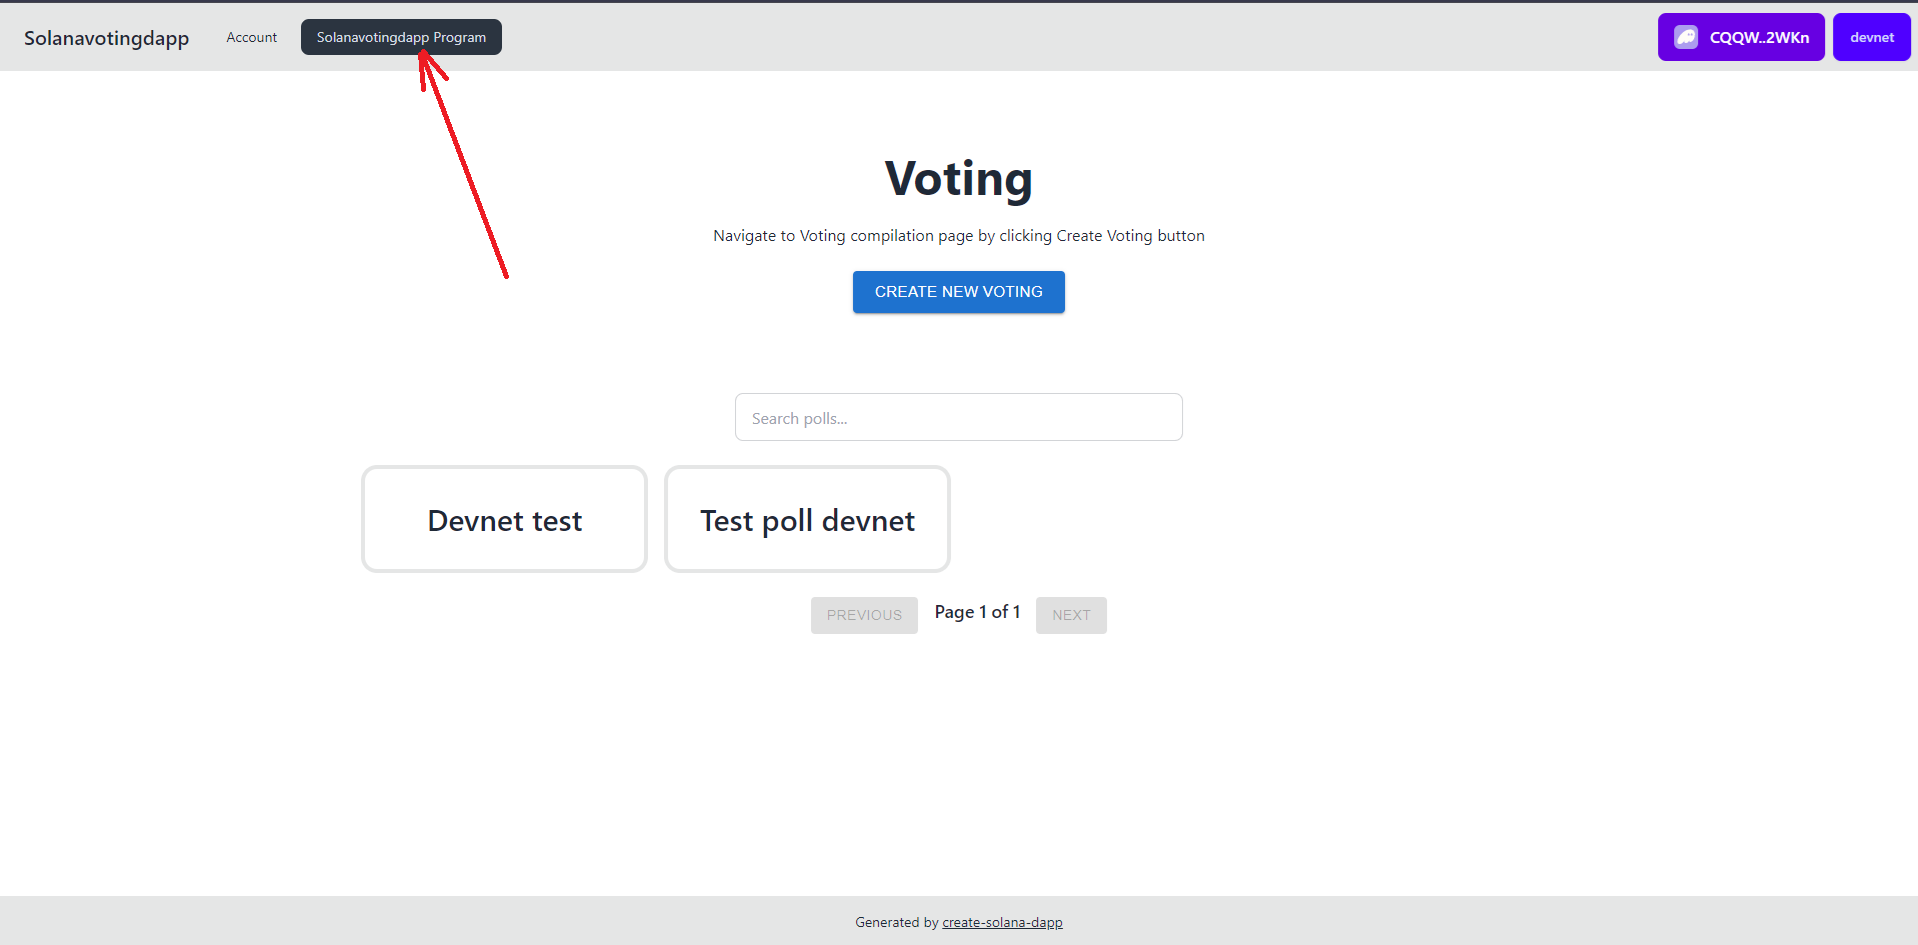 Solanavotingdapp Account Solanavotingdapp Program CQQW..2WKn devnet
Voting
Navigate to Voting compilation page by clicking Create Voting button
CREATE NEW VOTING
Search polls...
Devnet test Test poll devnet
PREVIOUS Page 1 of 1 NEXT
Generated by create-solana-dapp